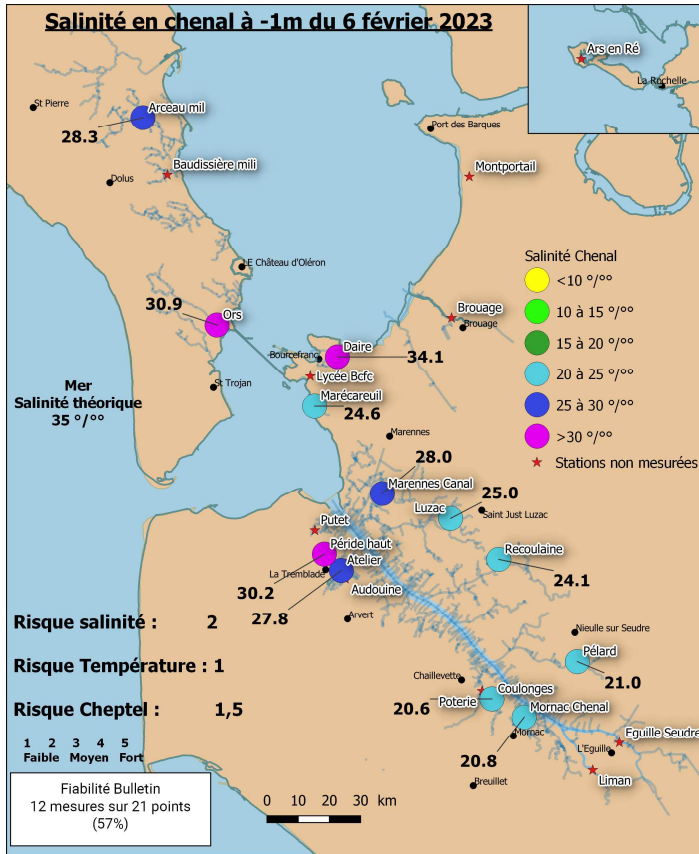 Salinité en chenal à -1m du 6 février 2023
Ars en Ré
La Rochelle
St Pierre
Arceau mil
28.3
Port des Barques
Baudissière mili
Dolus
Montportail
LE Château d'Oléron
Salinité Chenal
<10 °/°°
10 à 15 °/°°
15 à 20 °/°°
20 à 25 °/°°
25 à 30 °/°°
>30 °/°°
Stations non mesurées
30.9
Ors
Brouage
Brouage
Daire
Bourcefranc
34.1
Lycée Bcfc
St Trojan
Marécareuil
24.6
Mer
Salinité théorique
35 °/°°
Marennes
28.0
Marennes Canal
25.0
Luzac
Saint Just Luzac
Putet
Péride haut
Recoulaine
24.1
Atelier
La Tremblade
30.2
Audouine
27.8
Arvert
Risque salinité : 2
Nieulle sur Seudre
Pélard
21.0
Risque Température : 1
Chaillevette
Coulonges
Poterie
20.6
Mornac Chenal
Risque Cheptel : 1,5
Mornac
20.8
Eguille Seudre
L'Eguille
Liman
1 2 3 4 5
Faible Moyen Fort
Breuillet
Fiabilité Bulletin
12 mesures sur 21 points
(57%)
0 10 20 30 km